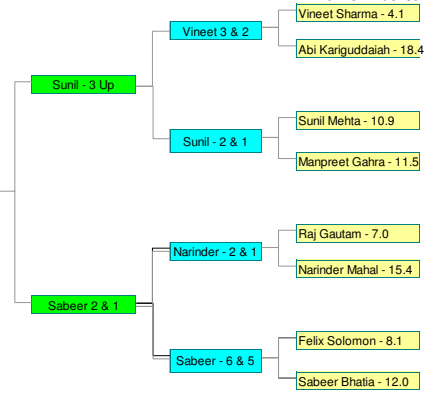 Vineet Sharma - 4.1
Vineet 3 & 2
Abi Kariguddaiah - 18.4
Sunil - 3 Up
Sunil Mehta - 10.9
Sunil - 2 & 1
Manpreet Gahra - 11.5
Raj Gautam - 7.0
Narinder - 2 & 1
Narinder Mahal - 15.4
Sabeer 2 & 1
Felix Solomon - 8.1
Sabeer - 6 & 5
Sabeer Bhatia - 12.0